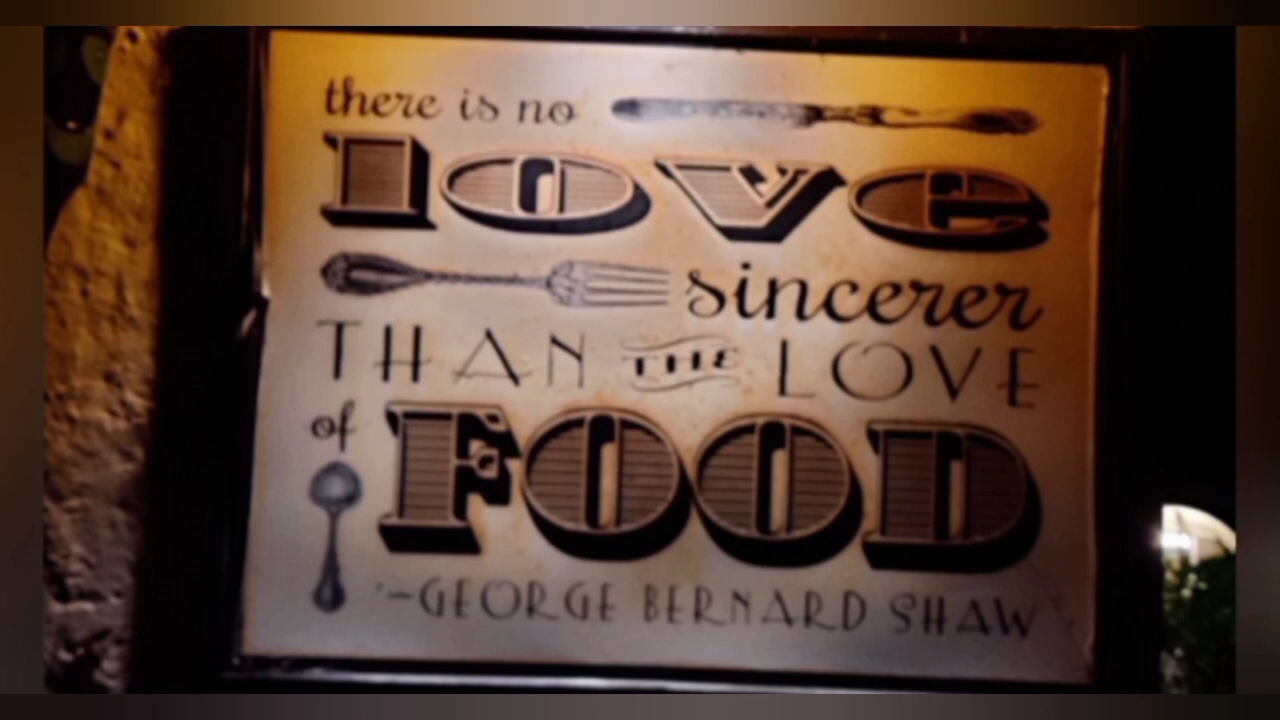 there is no
love
sincerer
THAN THE LOVE
of FOOD
-GEORGE BERNARD SHAW